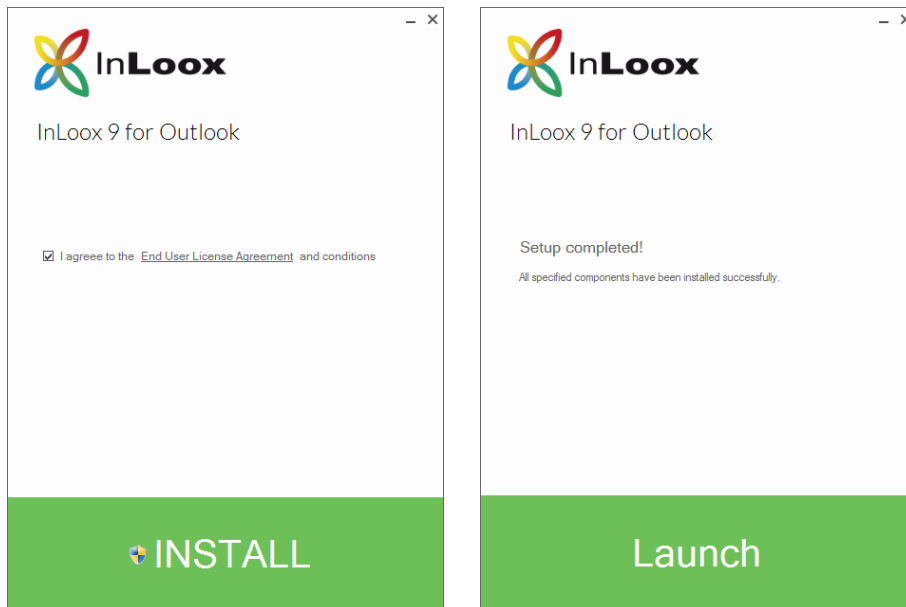 InLoox
InLoox 9 for Outlook
I agreee to the End User License Agreement and conditions
INSTALL
InLoox
InLoox 9 for Outlook
Setup completed!
All specified components have been installed successfully.
Launch